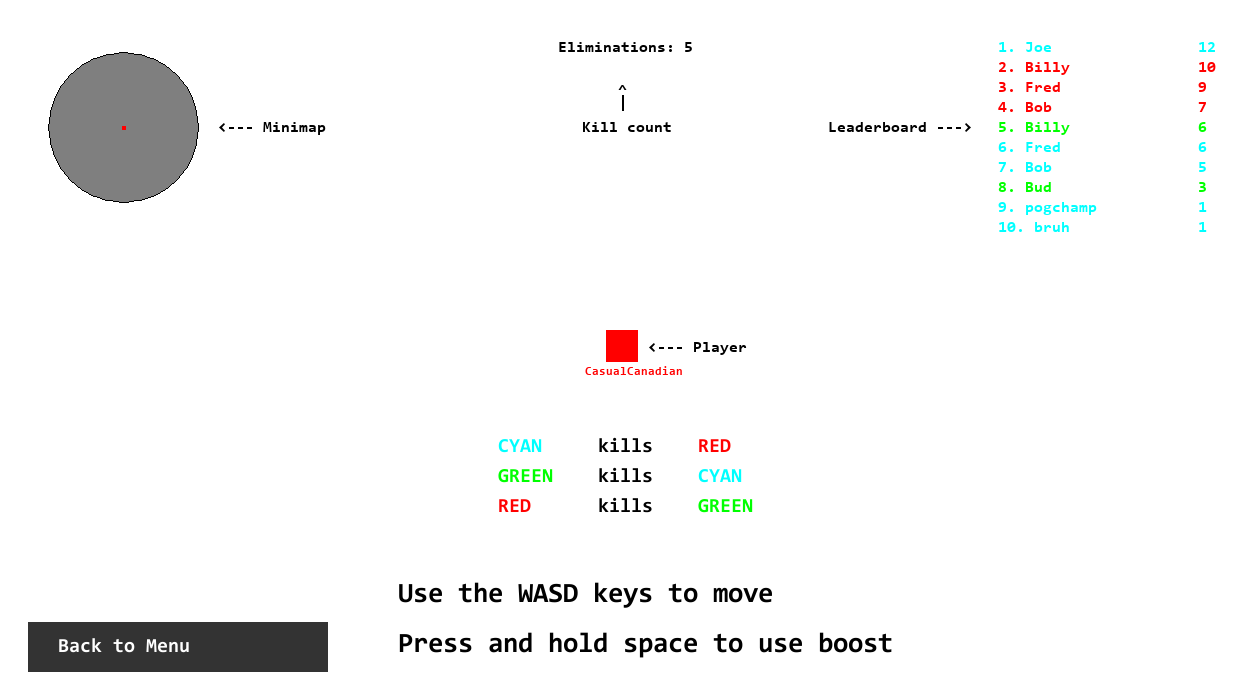 Eliminations: 5
^
|
Kill count
<--- Minimap
Leaderboard --->
1. Joe 12
2. Billy 10
3. Fred 9
4. Bob 7
5. Billy 6
6. Fred 6
7. Bob 5
8. Bud 3
9. pogchamp 1
10. bruh 1
<--- Player
CasualCanadian
CYAN kills RED
GREEN kills CYAN
RED kills GREEN
Use the WASD keys to move
Press and hold space to use boost
Back to Menu